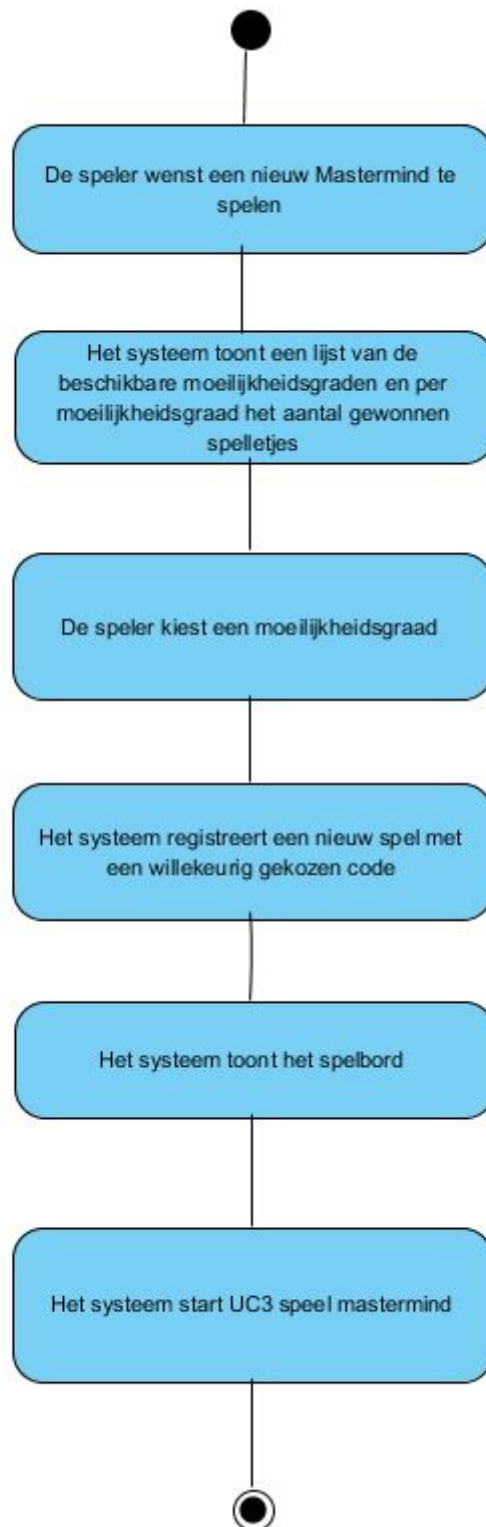 De speler wenst een nieuw Mastermind te
spelen
Het systeem toont een lijst van de
beschikbare moeilijkheidsgraden en per
moeilijkheidsgraad het aantal gewonnen
spelletjes
De speler kiest een moeilijkheidsgraad
Het systeem registreert een nieuw spel met
een willekeurig gekozen code
Het systeem toont het spelbord
Het systeem start UC3 speel mastermind